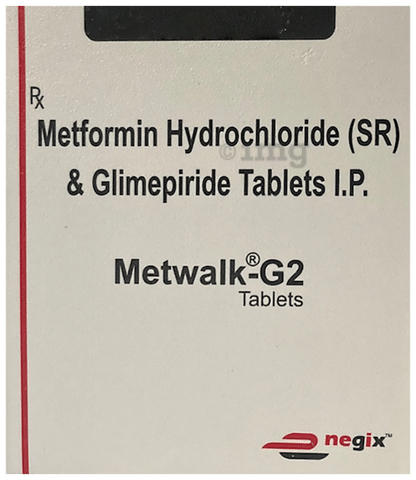 Rx
Metformin Hydrochloride (SR)
& Glimepiride Tablets I.P.
Metwalk®-G2
Tablets
negix™